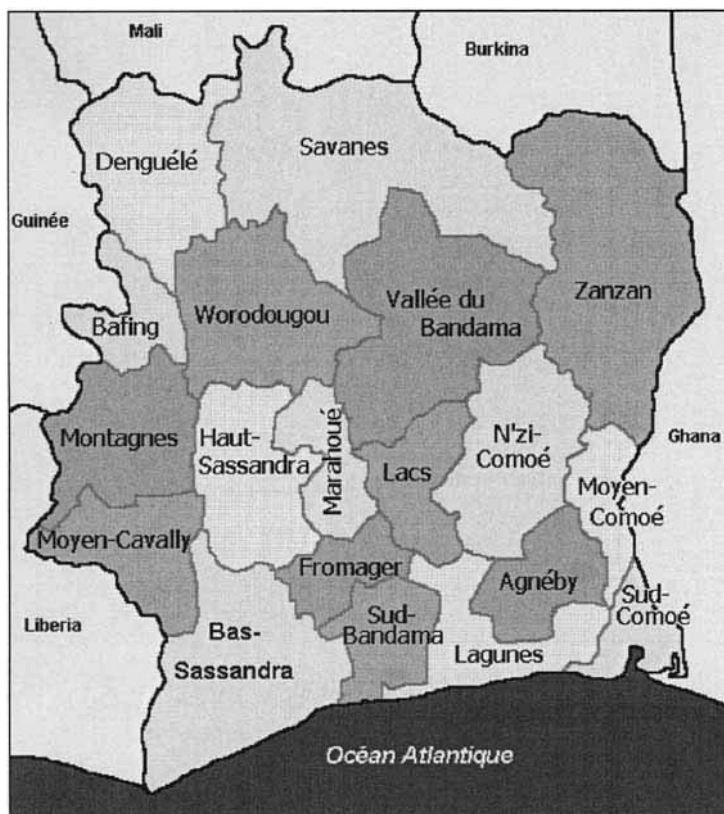 Mali
Burkina
Denguélé
Savanes
Guinée
Zanzan
Bafing
Worodougou
Vallée du
Bandama
Montagnes
Haut-
Sassandra
Marahoué
Lacs
N'zi-
Comoé
Ghana
Moyen-
Comoé
Moyen-Cavally
Fromager
Agnéby
Liberia
Bas-
Sassandra
Sud-
Bandama
Lagunes
Sud-
Comoé
Océan Atlantique